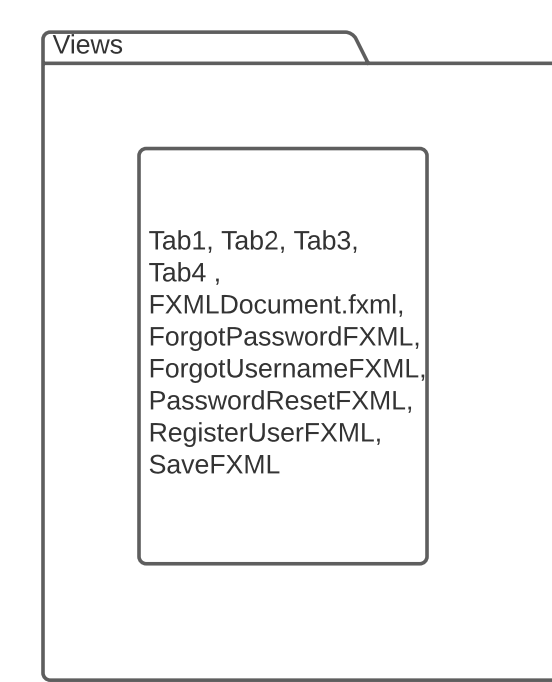 Views
Tab1, Tab2, Tab3,
Tab4 ,
FXMLDocument.fxml,
ForgotPasswordFXML,
ForgotUsernameFXML,
PasswordResetFXML,
RegisterUserFXML,
SaveFXML